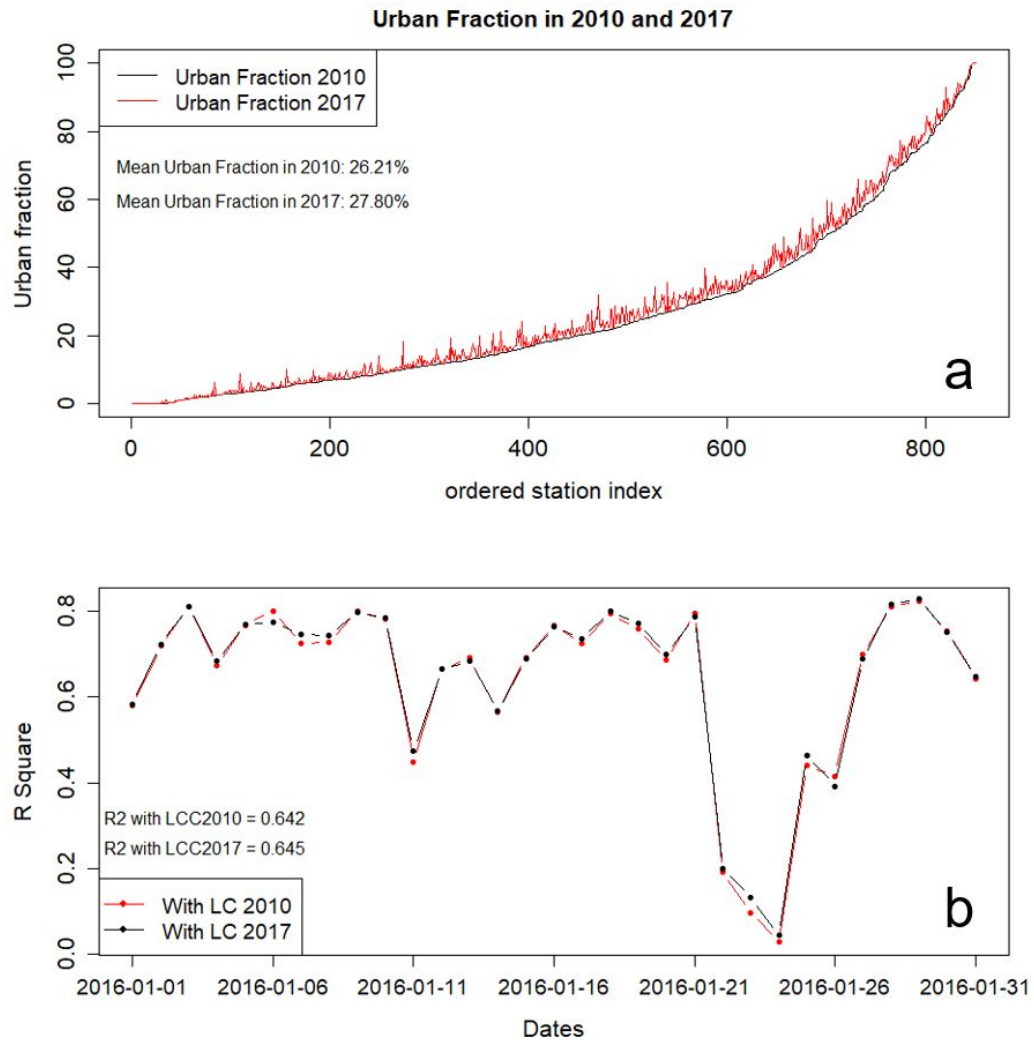 Urban Fraction in 2010 and 2017
Urban fraction
100
80
60
40
20
0
Urban Fraction 2010
Urban Fraction 2017
Mean Urban Fraction in 2010: 26.21%
Mean Urban Fraction in 2017: 27.80%
a
0 200 400 600 800
ordered station index
R Square
0.8
0.6
0.4
0.2
0.0
R2 with LCC2010 = 0.642
R2 with LCC2017 = 0.645
With LC 2010
With LC 2017
b
2016-01-01 2016-01-06 2016-01-11 2016-01-16 2016-01-21 2016-01-26 2016-01-31
Dates